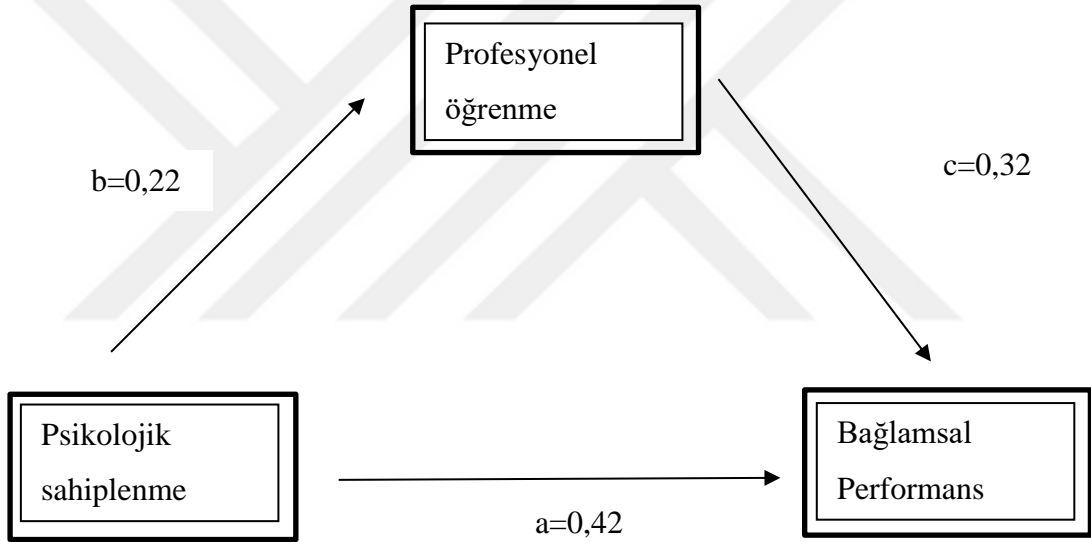 Profesyonel
öğrenme
b=0,22
c=0,32
Psikolojik
sahiplenme
Bağlamsal
Performans
a=0,42